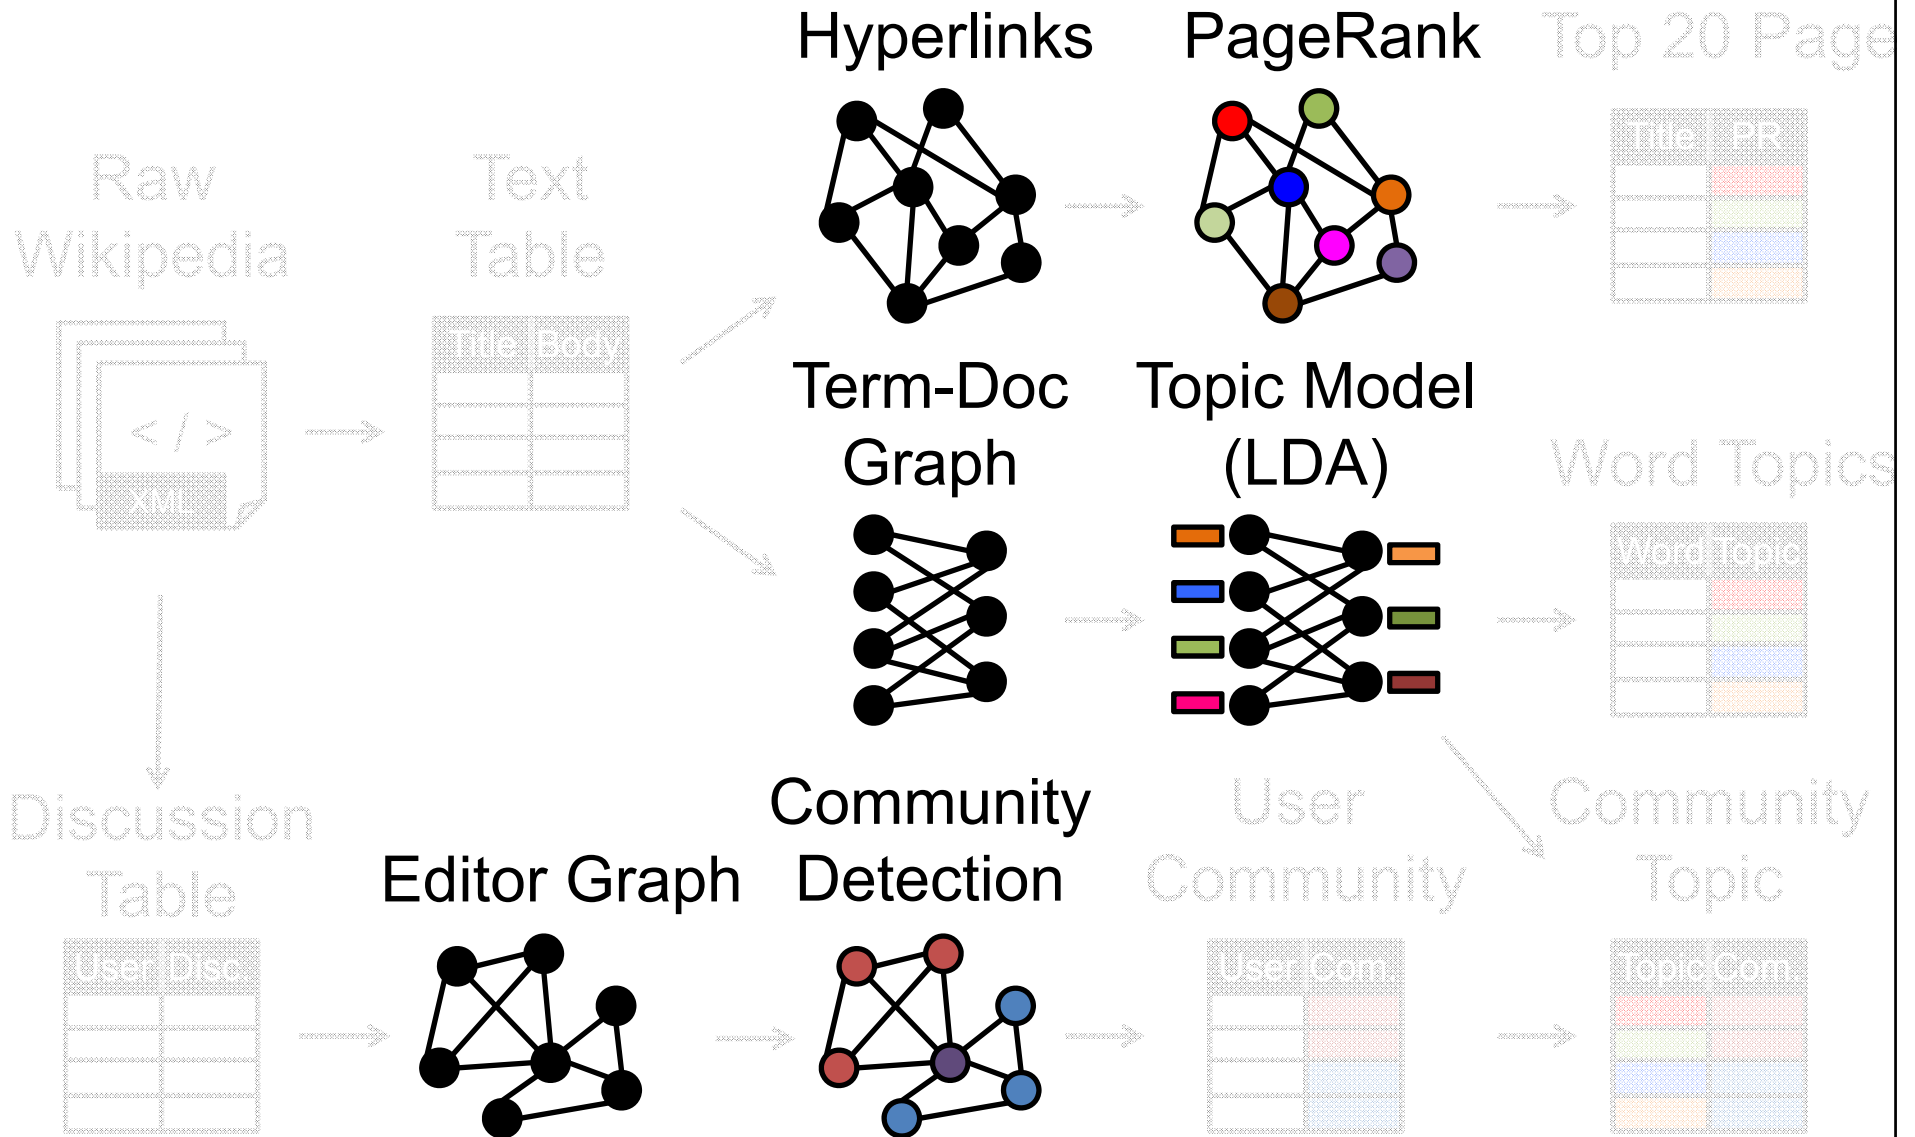 Hyperlinks
PageRank
Top 20 Page
Title PR
Raw
Wikipedia
< / >
XML
Text
Table
Title Body
Term-Doc
Graph
Topic Model
(LDA)
Word Topics
Word Topic
Discussion
Table
User Disc.
Editor Graph
Community
Detection
User
Community
User Com.
Community
Topic
Topic Com.